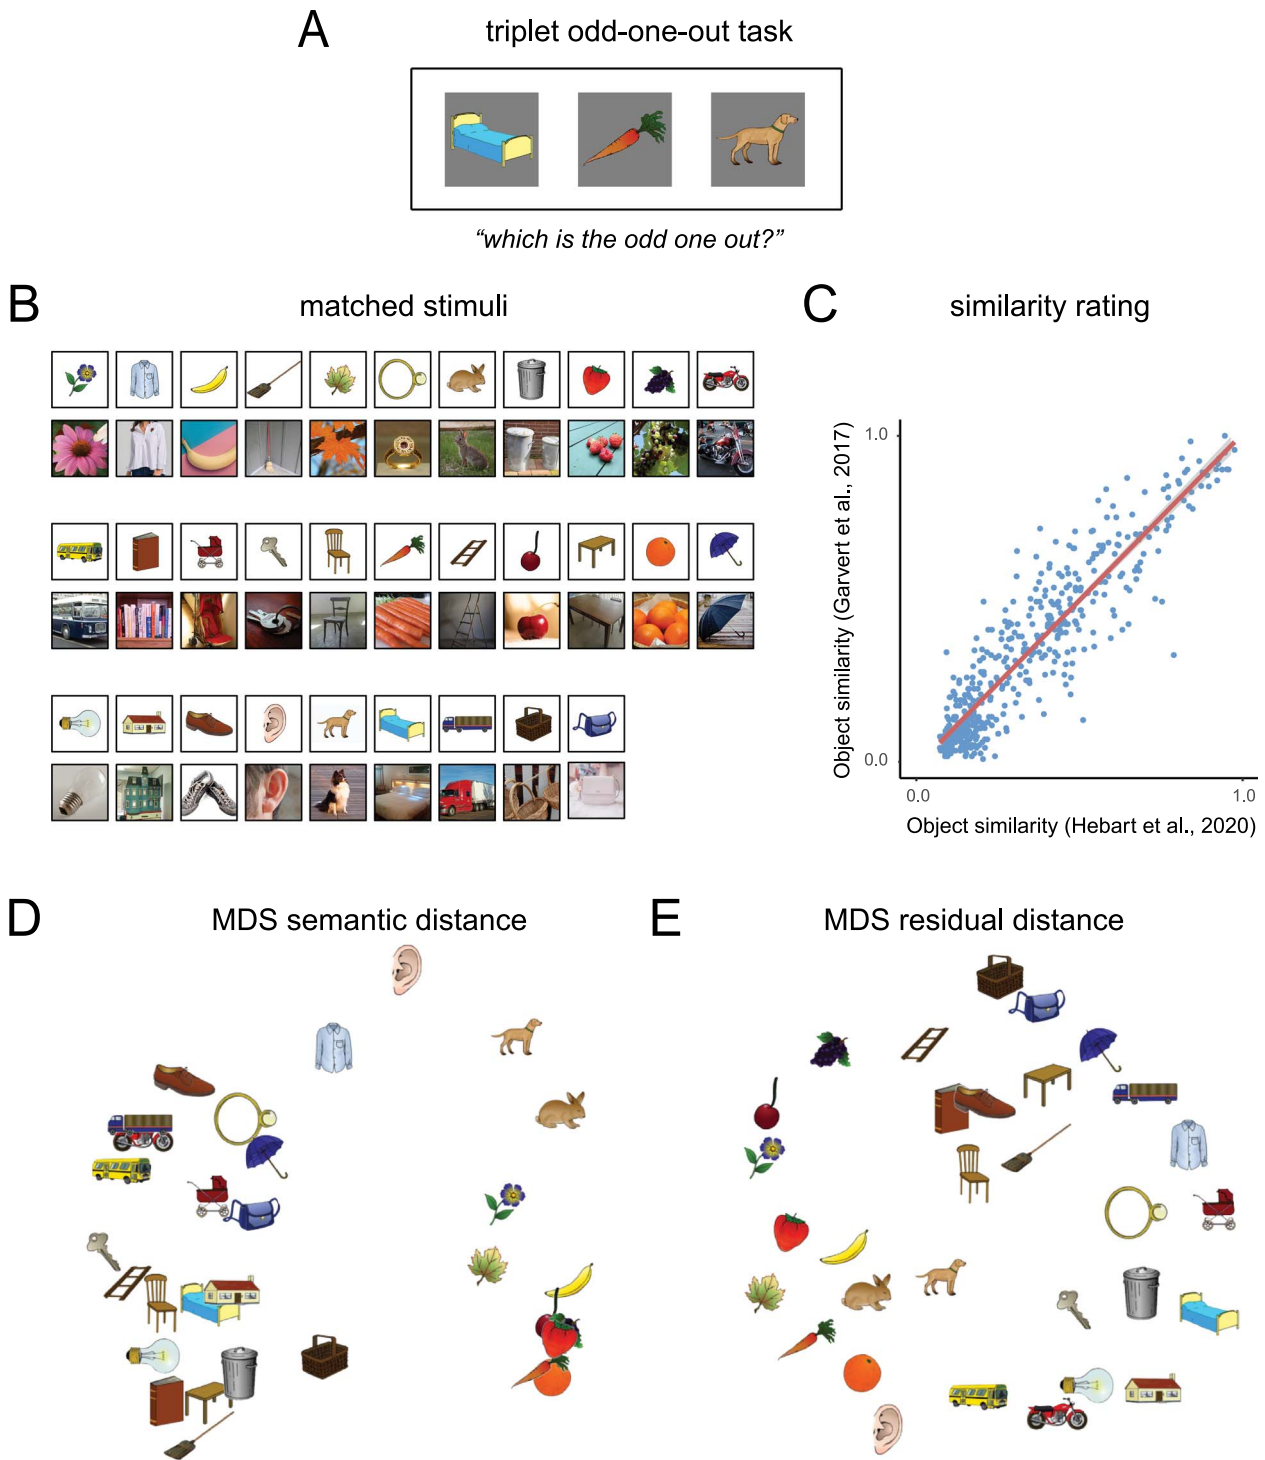 A
triplet odd-one-out task
“which is the odd one out?”
B
matched stimuli
C
similarity rating
Object similarity (Garvert et al., 2017)
1.0
0.0
0.0
1.0
Object similarity (Hebart et al., 2020)
D
MDS semantic distance
E
MDS residual distance